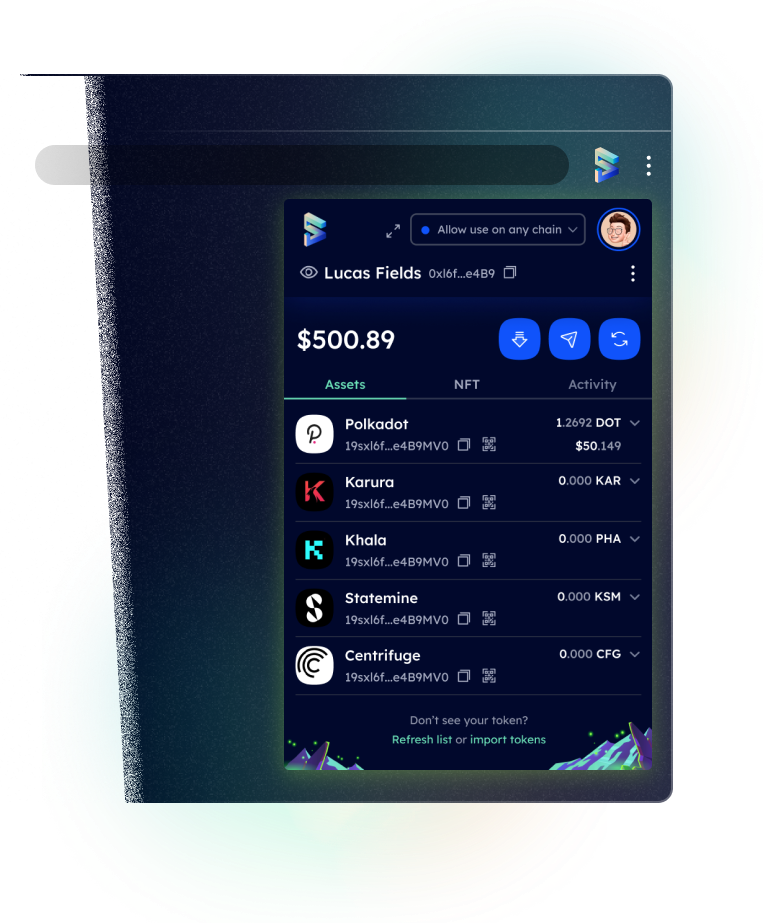 Allow use on any chain
Lucas Fields 0xl6f...e4B9
$500.89
Assets NFT Activity
Polkadot 1.2692 DOT
19sxl6f...e4B9MV0 $50.149
Karura 0.000 KAR
19sxl6f...e4B9MV0
Khala 0.000 PHA
19sxl6f...e4B9MV0
Statemine 0.000 KSM
19sxl6f...e4B9MV0
Centrifuge 0.000 CFG
19sxl6f...e4B9MV0
Don't see your token?
Refresh list or import tokens